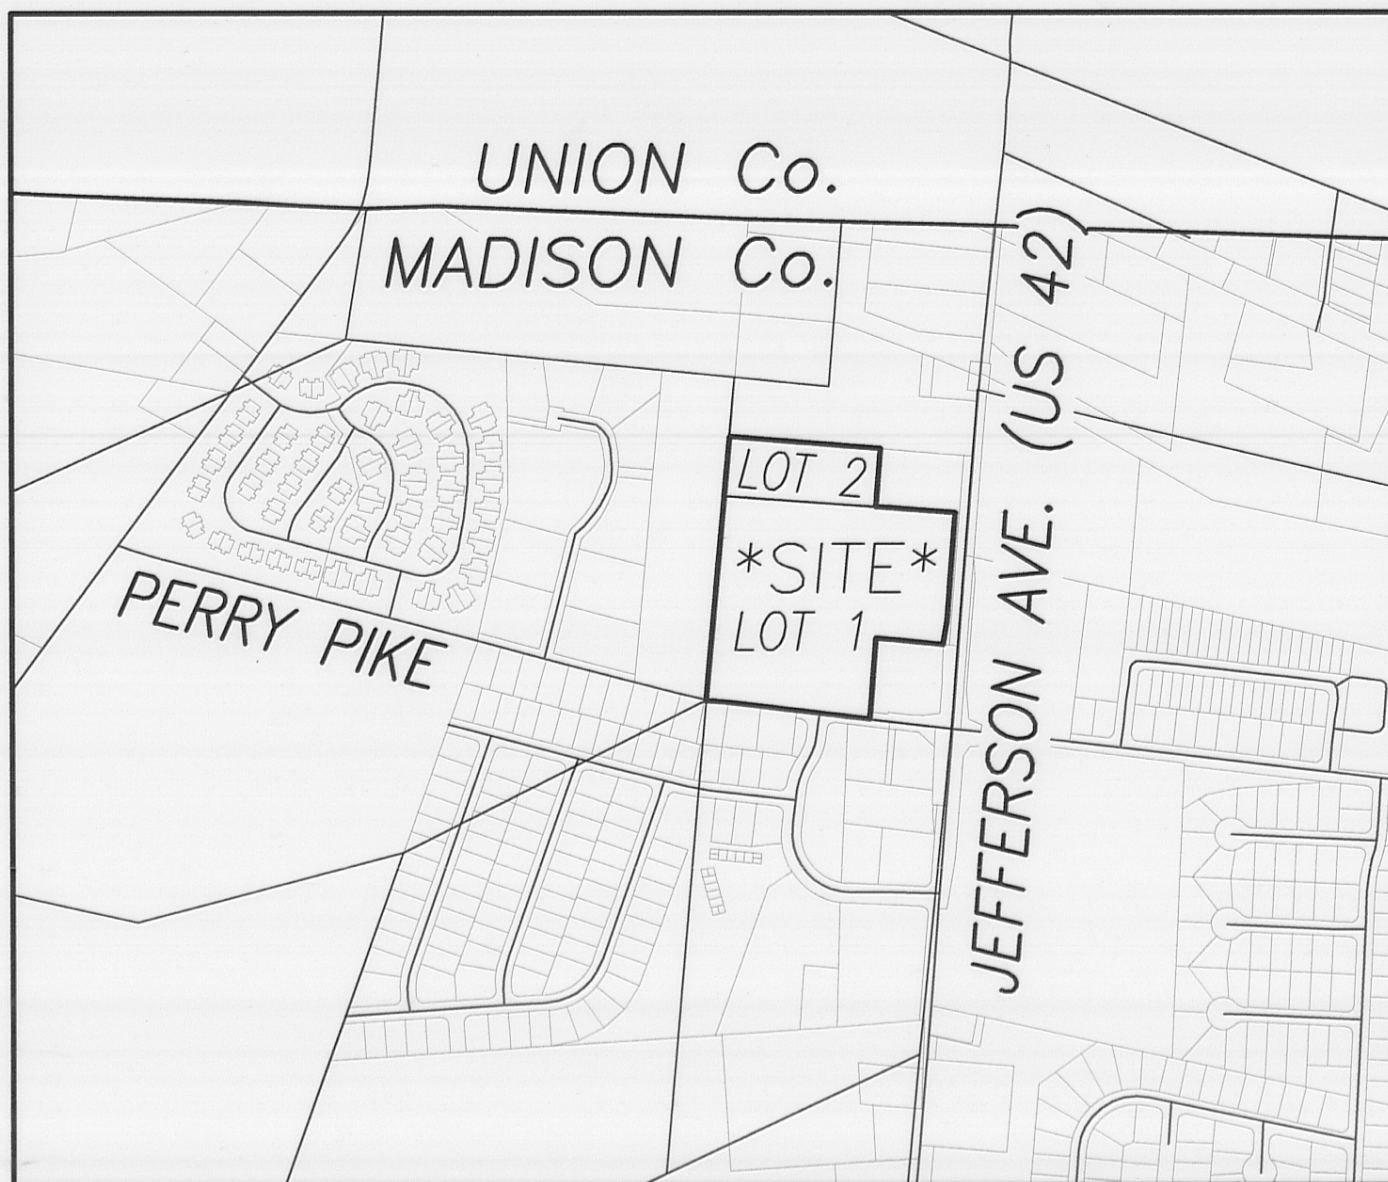 UNION Co.
MADISON Co.
JEFFERSON AVE. (US 42)
LOT 2
*SITE*
LOT 1
PERRY PIKE